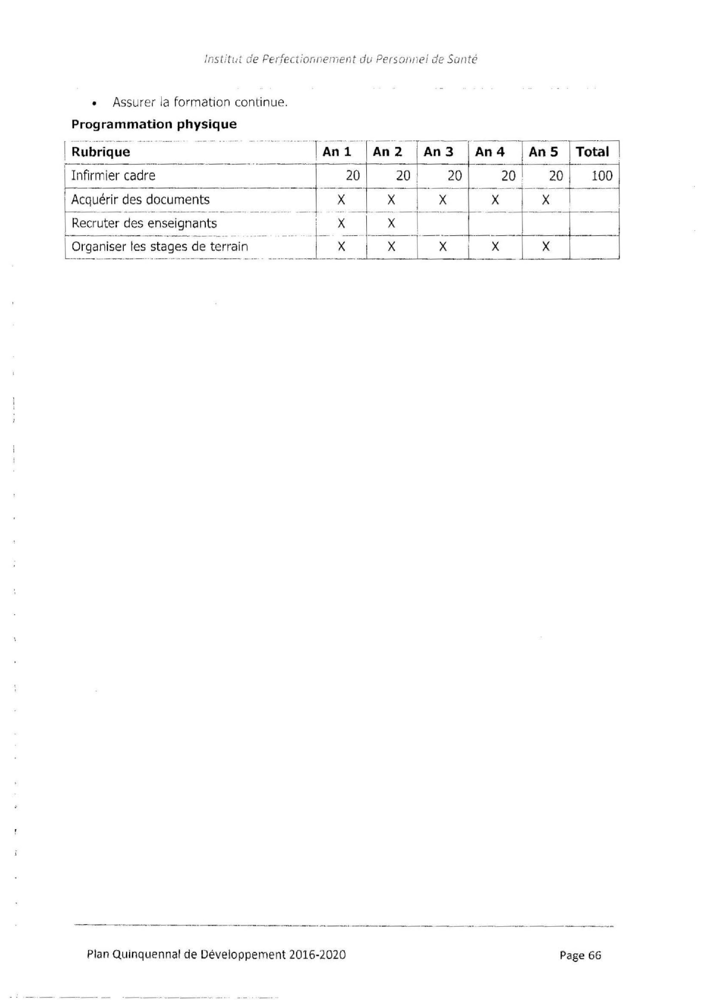 Institut de Perfectionnement du Personnel de Santé
• Assurer la formation continue.
Programmation physique
Rubrique An 1 An 2 An 3 An 4 An 5 Total
Infirmier cadre 20 20 20 20 20 100
Acquérir des documents X X X X X
Recruter des enseignants X X
Organiser les stages de terrain X X X X X
Plan Quinquennal de Développement 2016-2020 Page 66